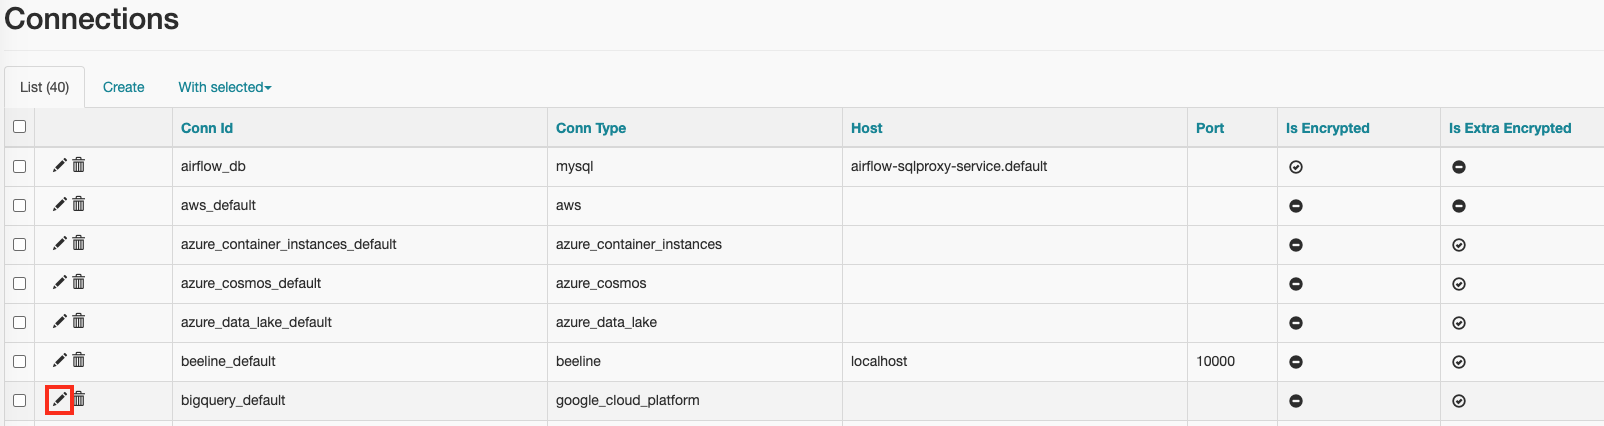 Connections
List (40) Create With selected
Conn Id Conn Type Host Port Is Encrypted Is Extra Encrypted
airflow_db mysql airflow-sqlproxy-service.default
aws_default aws
azure_container_instances_default azure_container_instances
azure_cosmos_default azure_cosmos
azure_data_lake_default azure_data_lake
beeline_default beeline localhost 10000
bigquery_default google_cloud_platform